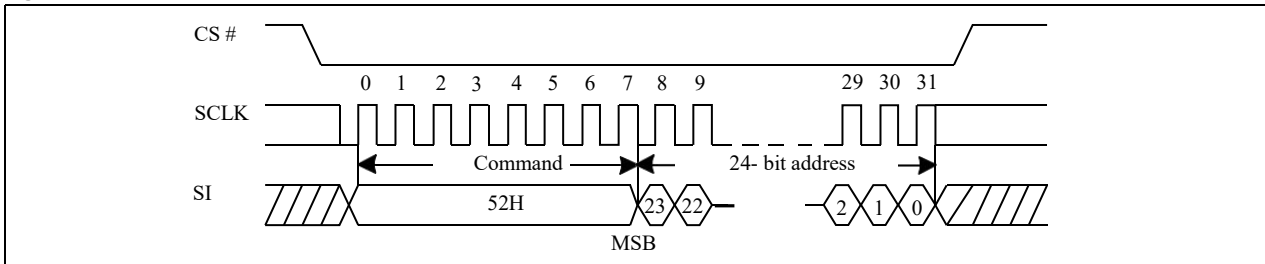 CS #
0 1 2 3 4 5 6 7 8 9 29 30 31
SCLK
Command 24- bit address
SI 52H 23 22 2 1 0
MSB